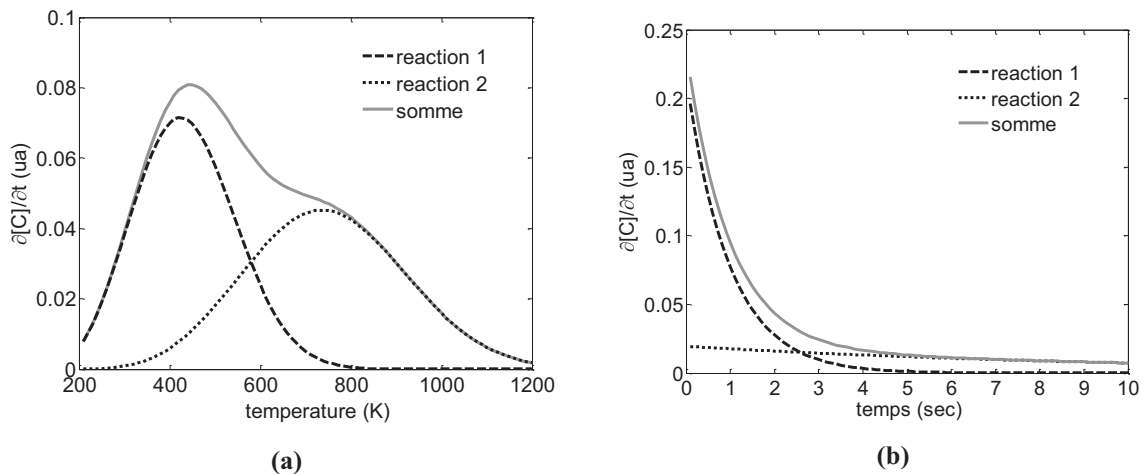 0.1
0.08
0.06
0.04
0.02
0
∂[C]/∂t (ua)
200
400
600
800
1000
1200
temperature (K)
reaction 1
reaction 2
somme
(a)
0.25
0.2
0.15
0.1
0.05
0
∂[C]/∂t (ua)
0
1
2
3
4
5
6
7
8
9
10
temps (sec)
reaction 1
reaction 2
somme
(b)